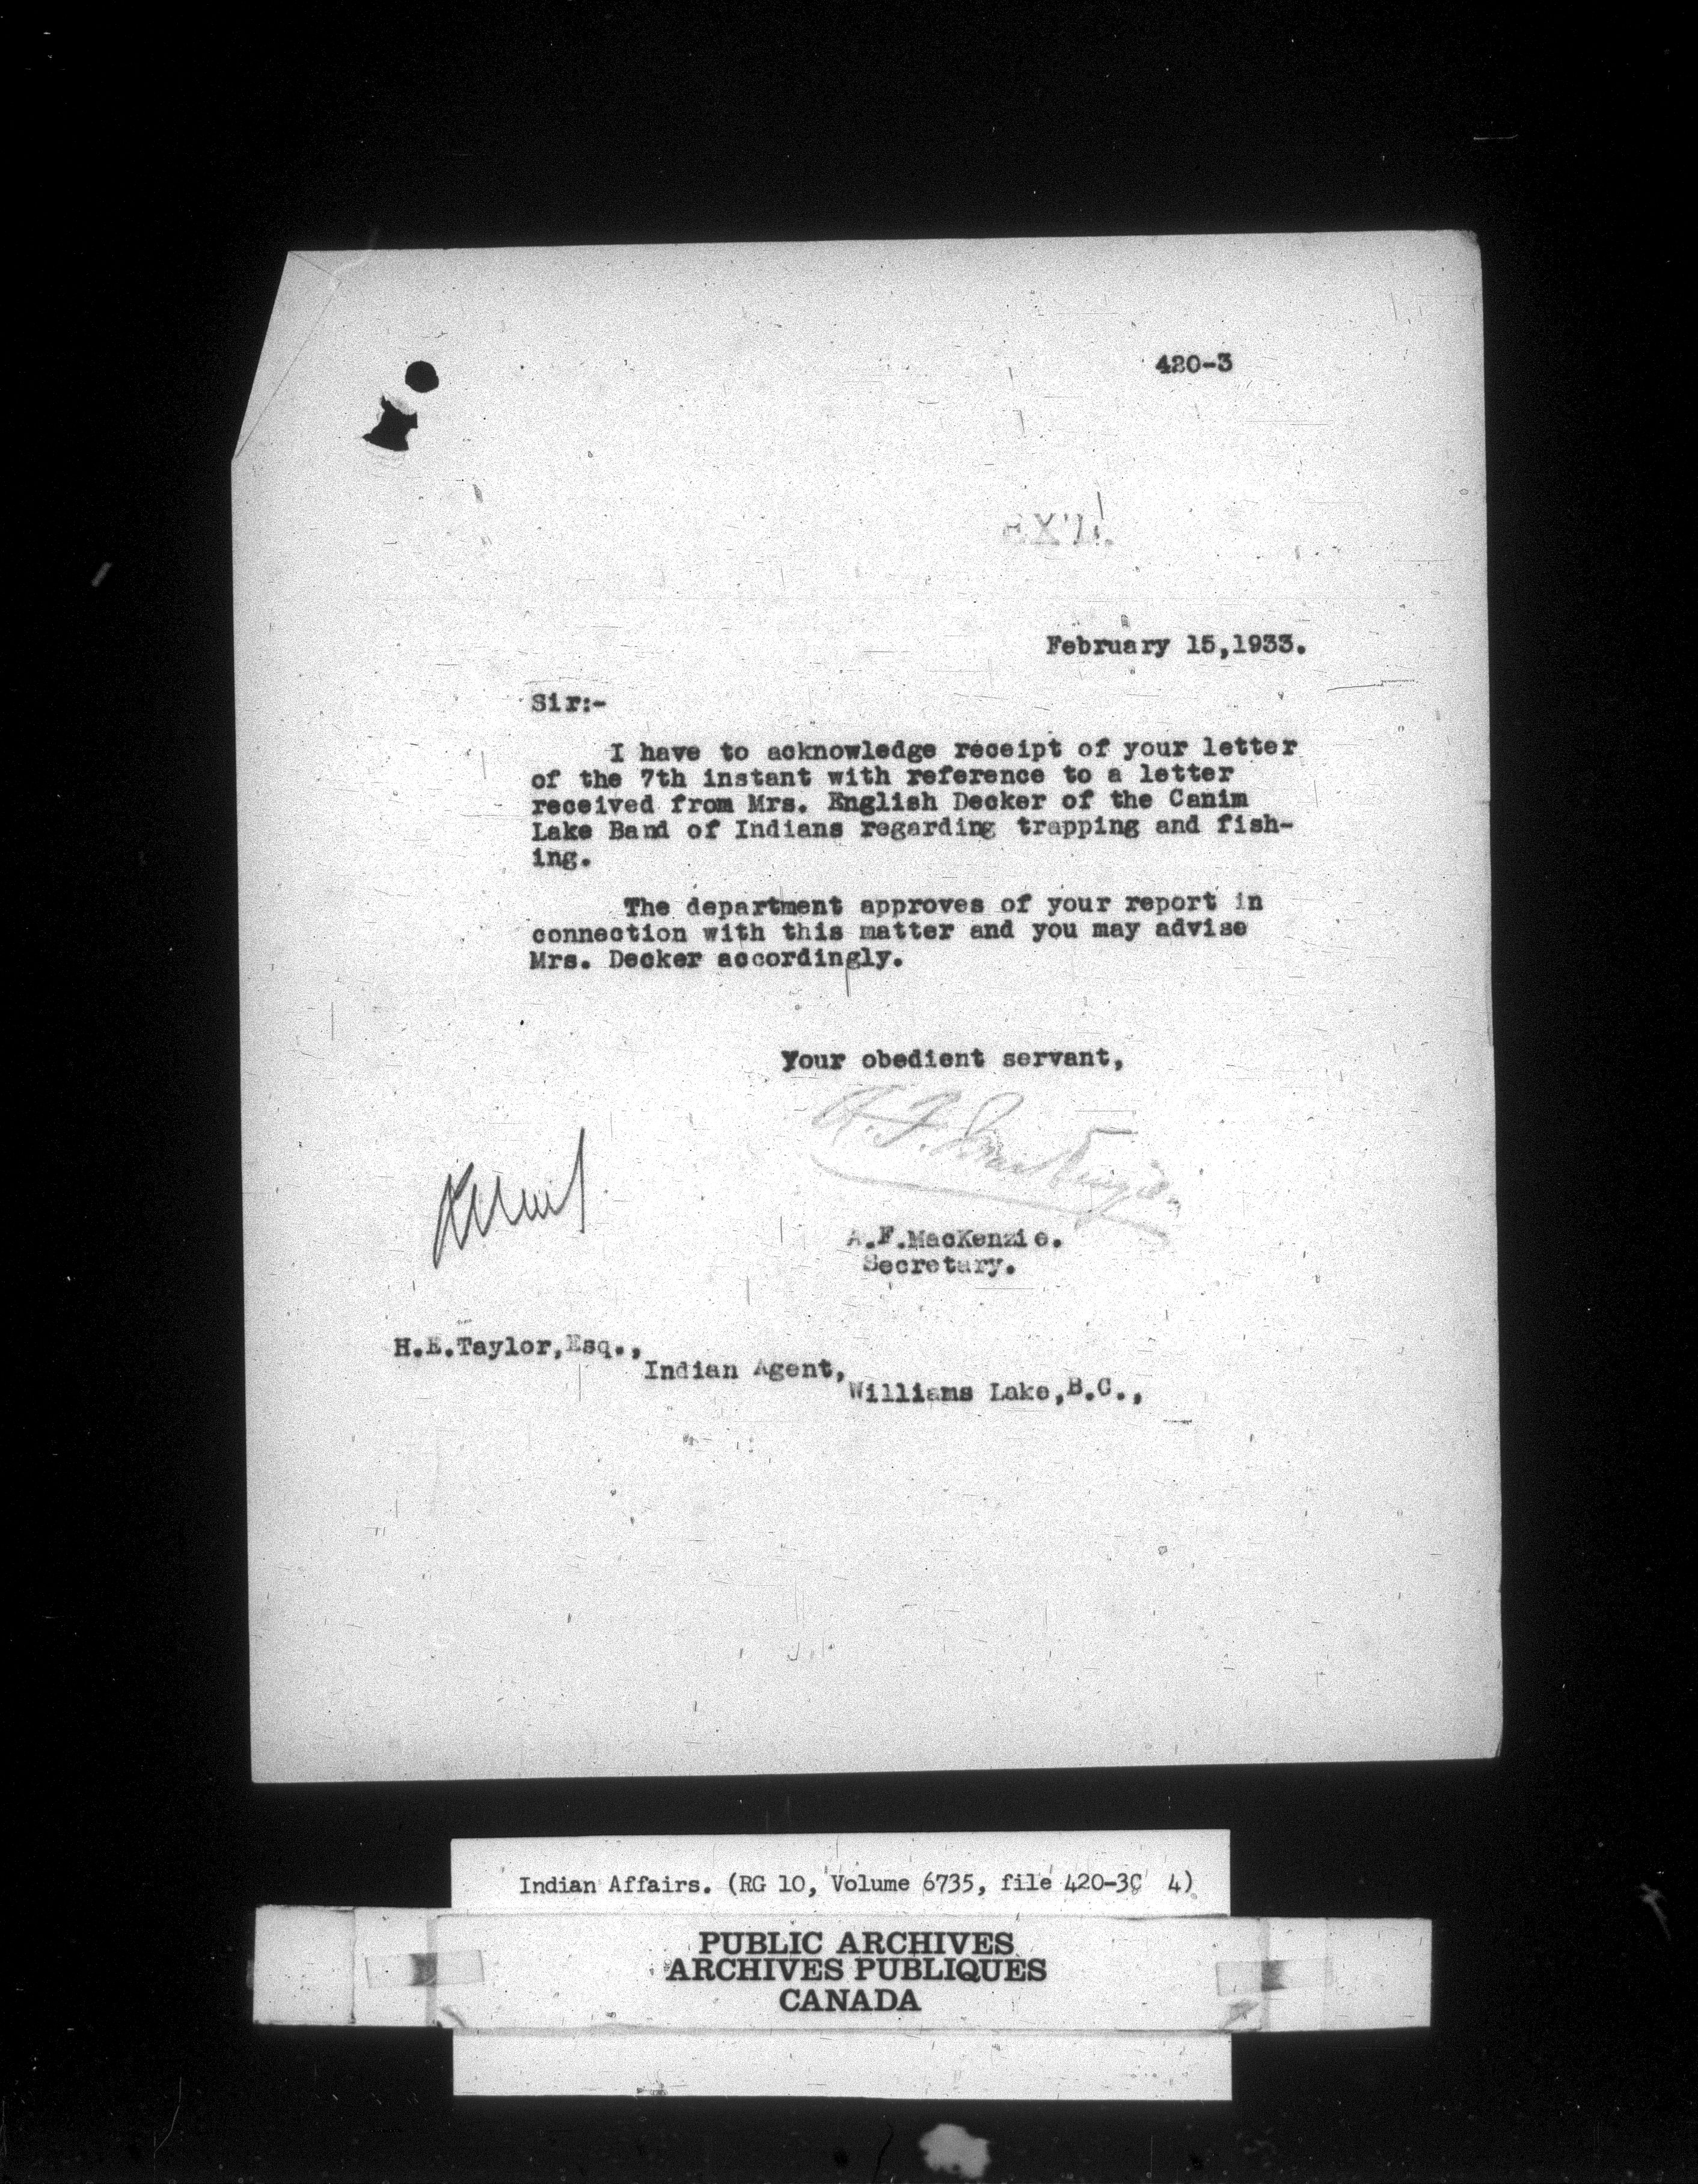 420-3
EX'D.
February 15,1933.
Sir:-
I have to acknowledge receipt of your letter
of the 7th instant with reference to a letter
received from Mrs. English Decker of the Canim
Lake Band of Indians regarding trapping and fish-
ing.
The department approves of your report in
connection with this matter and you may advise
Mrs. Decker accordingly.
Your obedient servant,
A. F. MacKenzie.
A.F.MacKenzie.
Secretary.
H.E.Taylor,Esq.,
Indian Agent,
Williams Lake,B.C.,
Indian Affairs. (RG 10, Volume 6735, file 420-3C 4)
PUBLIC ARCHIVES
ARCHIVES PUBLIQUES
CANADA